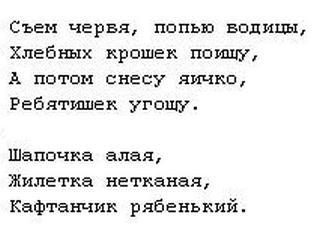 Съем червя, попью водицы,
Хлебных крошек поищу,
А потом снесу яичко,
Ребятишек угощу.

Шапочка алая,
Жилетка нетканая,
Кафтанчик рябенький.